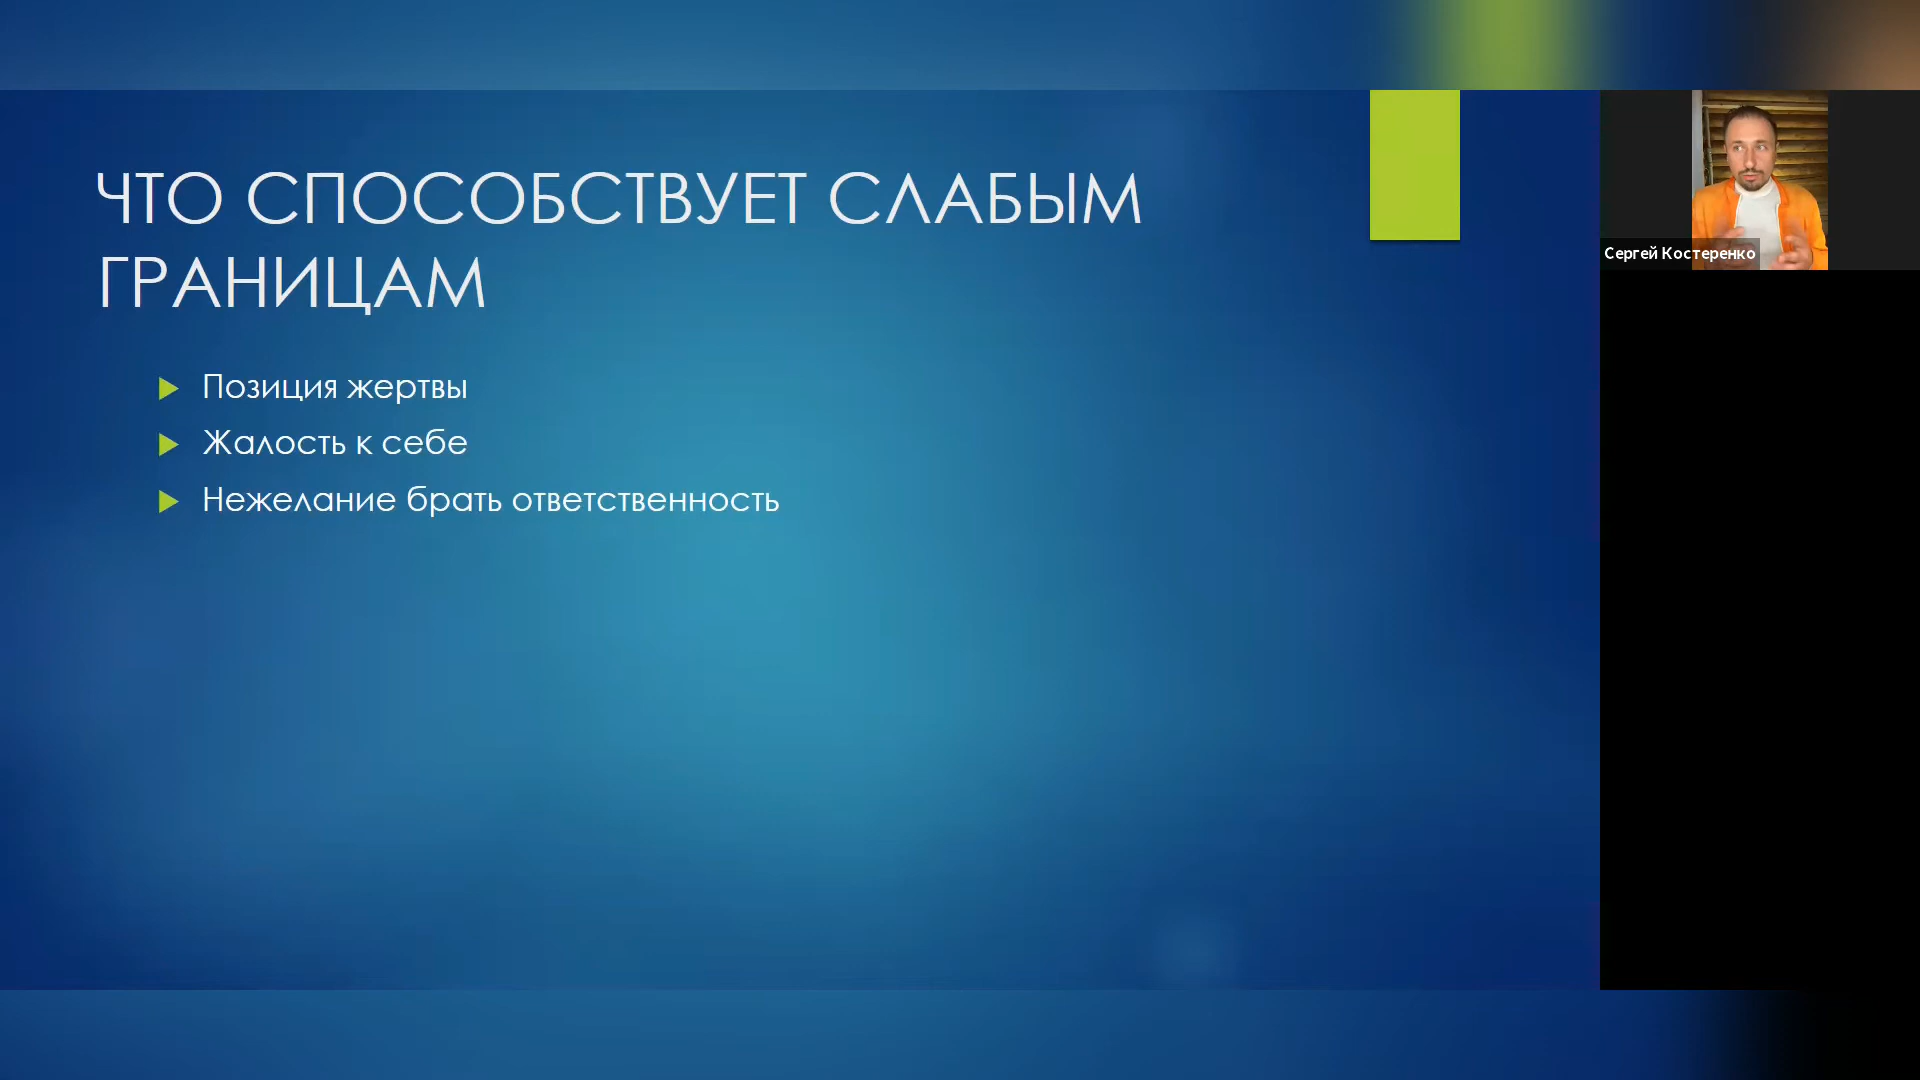 ЧТО СПОСОБСТВУЕТ СЛАБЫМ
ГРАНИЦАМ
Позиция жертвы
Жалость к себе
Нежелание брать ответственность
Сергей Костеренко